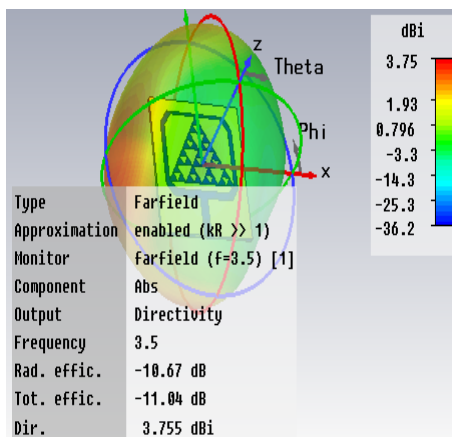 dBi
z
Theta
3.75
1.93
0.796
-3.3
-14.3
-25.3
-36.2
Phi
x
Type Farfield
Approximation enabled (kR >> 1)
Monitor farfield (f=3.5) [1]
Component Abs
Output Directivity
Frequency 3.5
Rad. effic. -10.67 dB
Tot. effic. -11.04 dB
Dir. 3.755 dBi